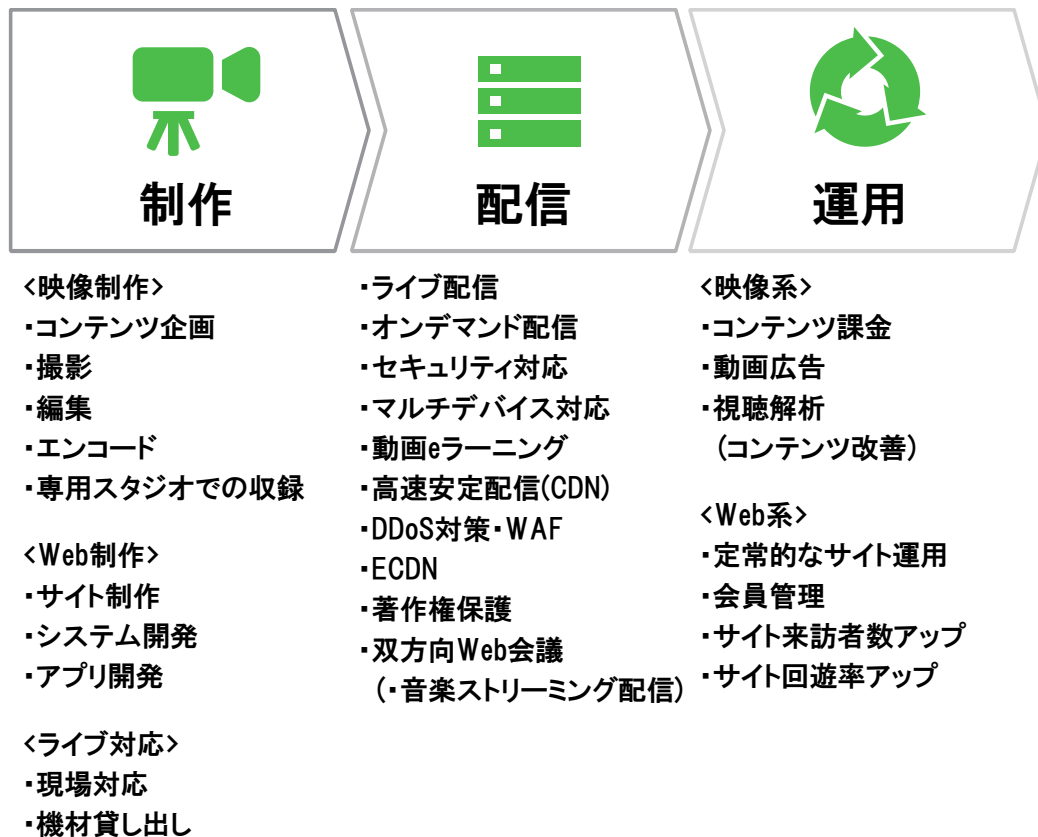 制作
<映像制作>
・コンテンツ企画
・撮影
・編集
・エンコード
・専用スタジオでの収録
<Web制作>
・サイト制作
・システム開発
・アプリ開発
<ライブ対応>
・現場対応
・機材貸し出し
配信
・ライブ配信
・オンデマンド配信
・セキュリティ対応
・マルチデバイス対応
・動画eラーニング
・高速安定配信(CDN)
・DDoS対策・WAF
・ECDN
・著作権保護
・双方向Web会議
(・音楽ストリーミング配信)
運用
<映像系>
・コンテンツ課金
・動画広告
・視聴解析
(コンテンツ改善)
<Web系>
・定常的なサイト運用
・会員管理
・サイト来訪者数アップ
・サイト回遊率アップ